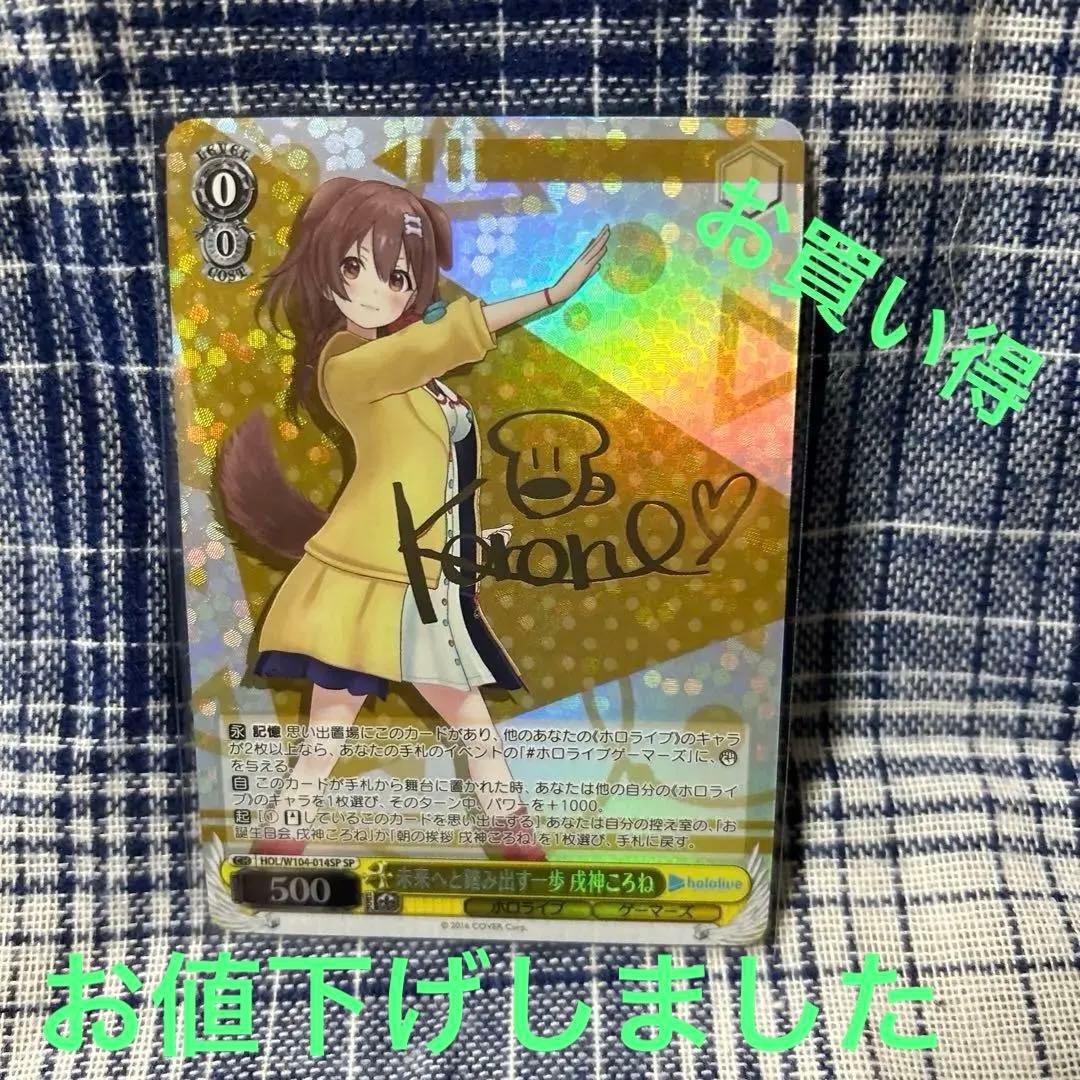 LEVEL
0
0
COST
お買い得
Korone
永 記憶 思い出置場にこのカードがあり、他のあなたの《ホロライブ》のキャラ
が2枚以上なら、あなたの手札のイベントの「#ホロライブゲーマーズ」に、
を与える。
自 このカードが手札から舞台に置かれた時、あなたは他の自分の《ホロライ
ブ》のキャラを1枚選び、そのターン中、パワーを+1000。
起 [① しているこのカードを思い出にする] あなたは自分の控え室の、「お
誕生日会 戌神ころね」か「朝の挨拶 戌神ころね」を1枚選び、手札に戻す。
CH HOL/W104-014SP SP
500
未来へと踏み出す一歩 戌神ころね
hololive
ホロライブ ゲーマーズ
© 2016 COVER Corp.
お値下げしました